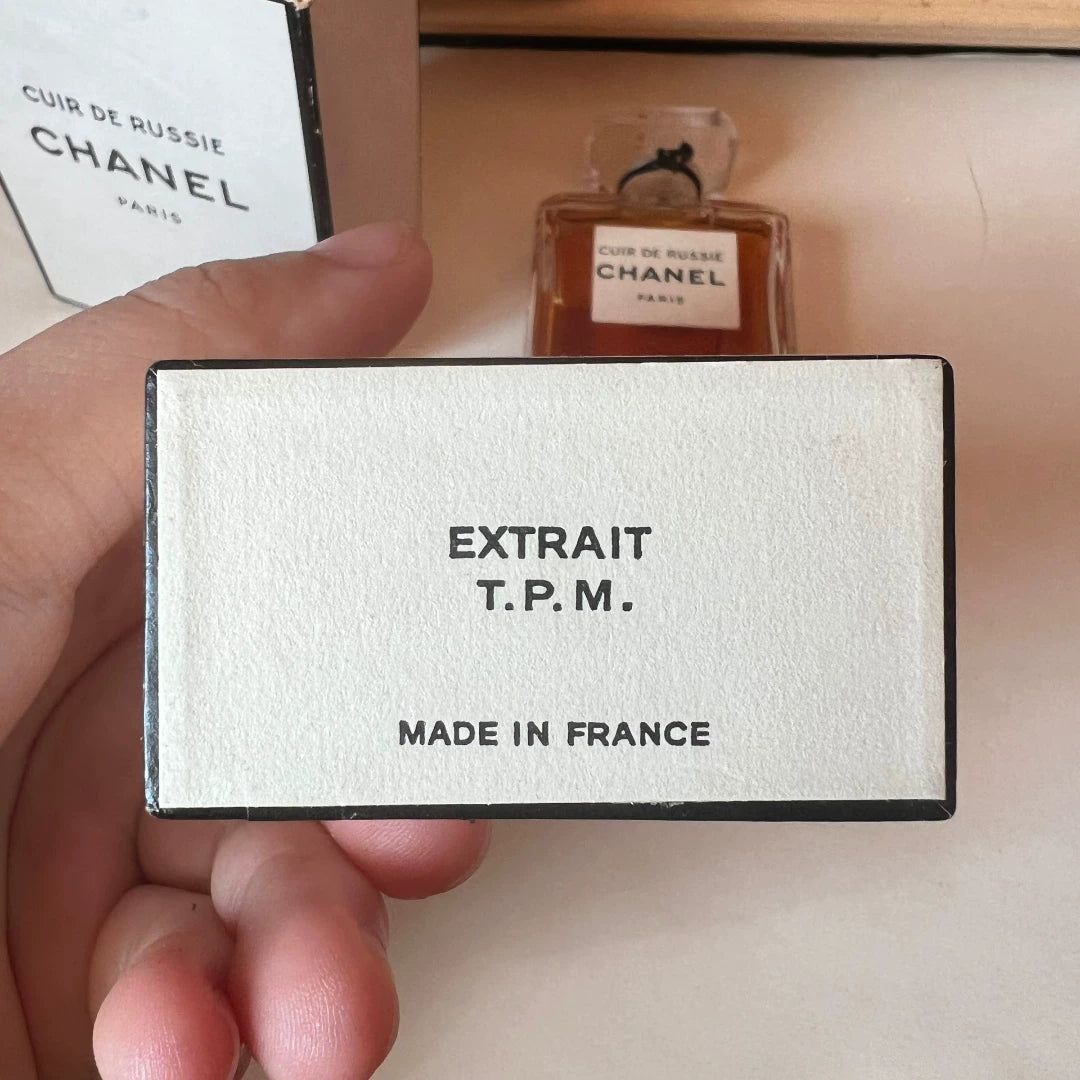 CUIR DE RUSSIE
CHANEL
PARIS
CUIR DE RUSSIE
CHANEL
PARIS
EXTRAIT
T.P.M.
MADE IN FRANCE